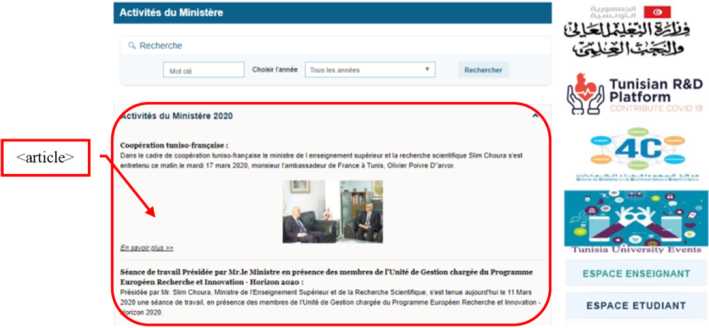 Activités du Ministère
Recherche
Mot clé
Choisir l'année
Tous les années
Rechercher
Activités du Ministère 2020
<article>
Coopération tuniso-française :
Dans le cadre de coopération tuniso-française le ministre de l enseignement supérieur et la recherche scientifique Slim Choura s'est
entretenu ce matin,le mardi 17 mars 2020, monsieur l'ambassadeur de France à Tunis, Olivier Poivre D"arvor.
En savoir plus >>
Séance de travail Présidée par Mr.le Ministre en présence des membres de l'Unité de Gestion chargée du Programme
Européen Recherche et Innovation - Horizon 2020 :
Présidée par Mr. Slim Choura, Ministre de l'Enseignement Supérieur et de la Recherche Scientifique, s'est tenue aujourd'hui le 11 Mars
2020 une séance de travail, en présence des membres de l'Unité de Gestion chargée du Programme Européen Recherche et Innovation -
Horizon 2020.
الجمهورية
التونسية
وزارة التعليم العالي
والبحث العلمي
Tunisian R&D
Platform
CONTRIBUTE COVID 19
4C
Tunisia University Events
ESPACE ENSEIGNANT
ESPACE ETUDIANT